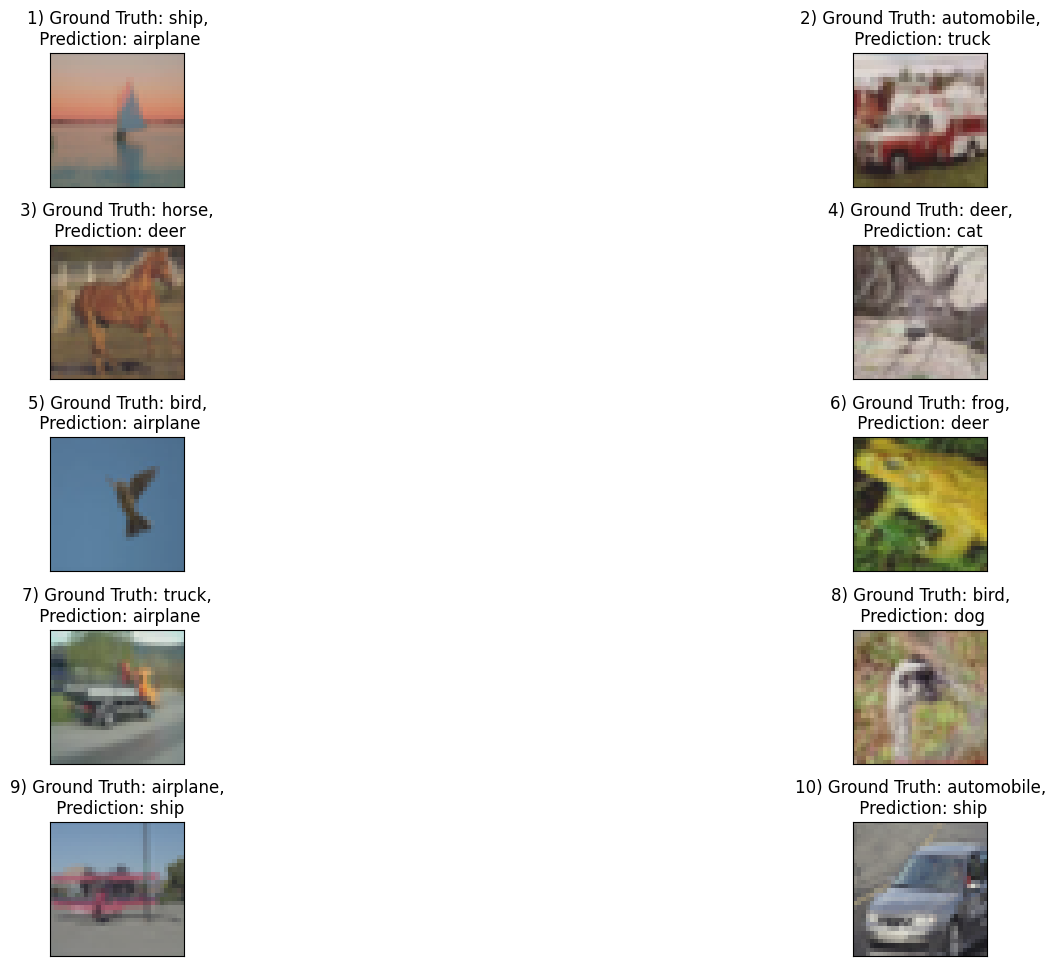 1) Ground Truth: ship,
Prediction: airplane
2) Ground Truth: automobile,
Prediction: truck
3) Ground Truth: horse,
Prediction: deer
4) Ground Truth: deer,
Prediction: cat
5) Ground Truth: bird,
Prediction: airplane
6) Ground Truth: frog,
Prediction: deer
7) Ground Truth: truck,
Prediction: airplane
8) Ground Truth: bird,
Prediction: dog
9) Ground Truth: airplane,
Prediction: ship
10) Ground Truth: automobile,
Prediction: ship